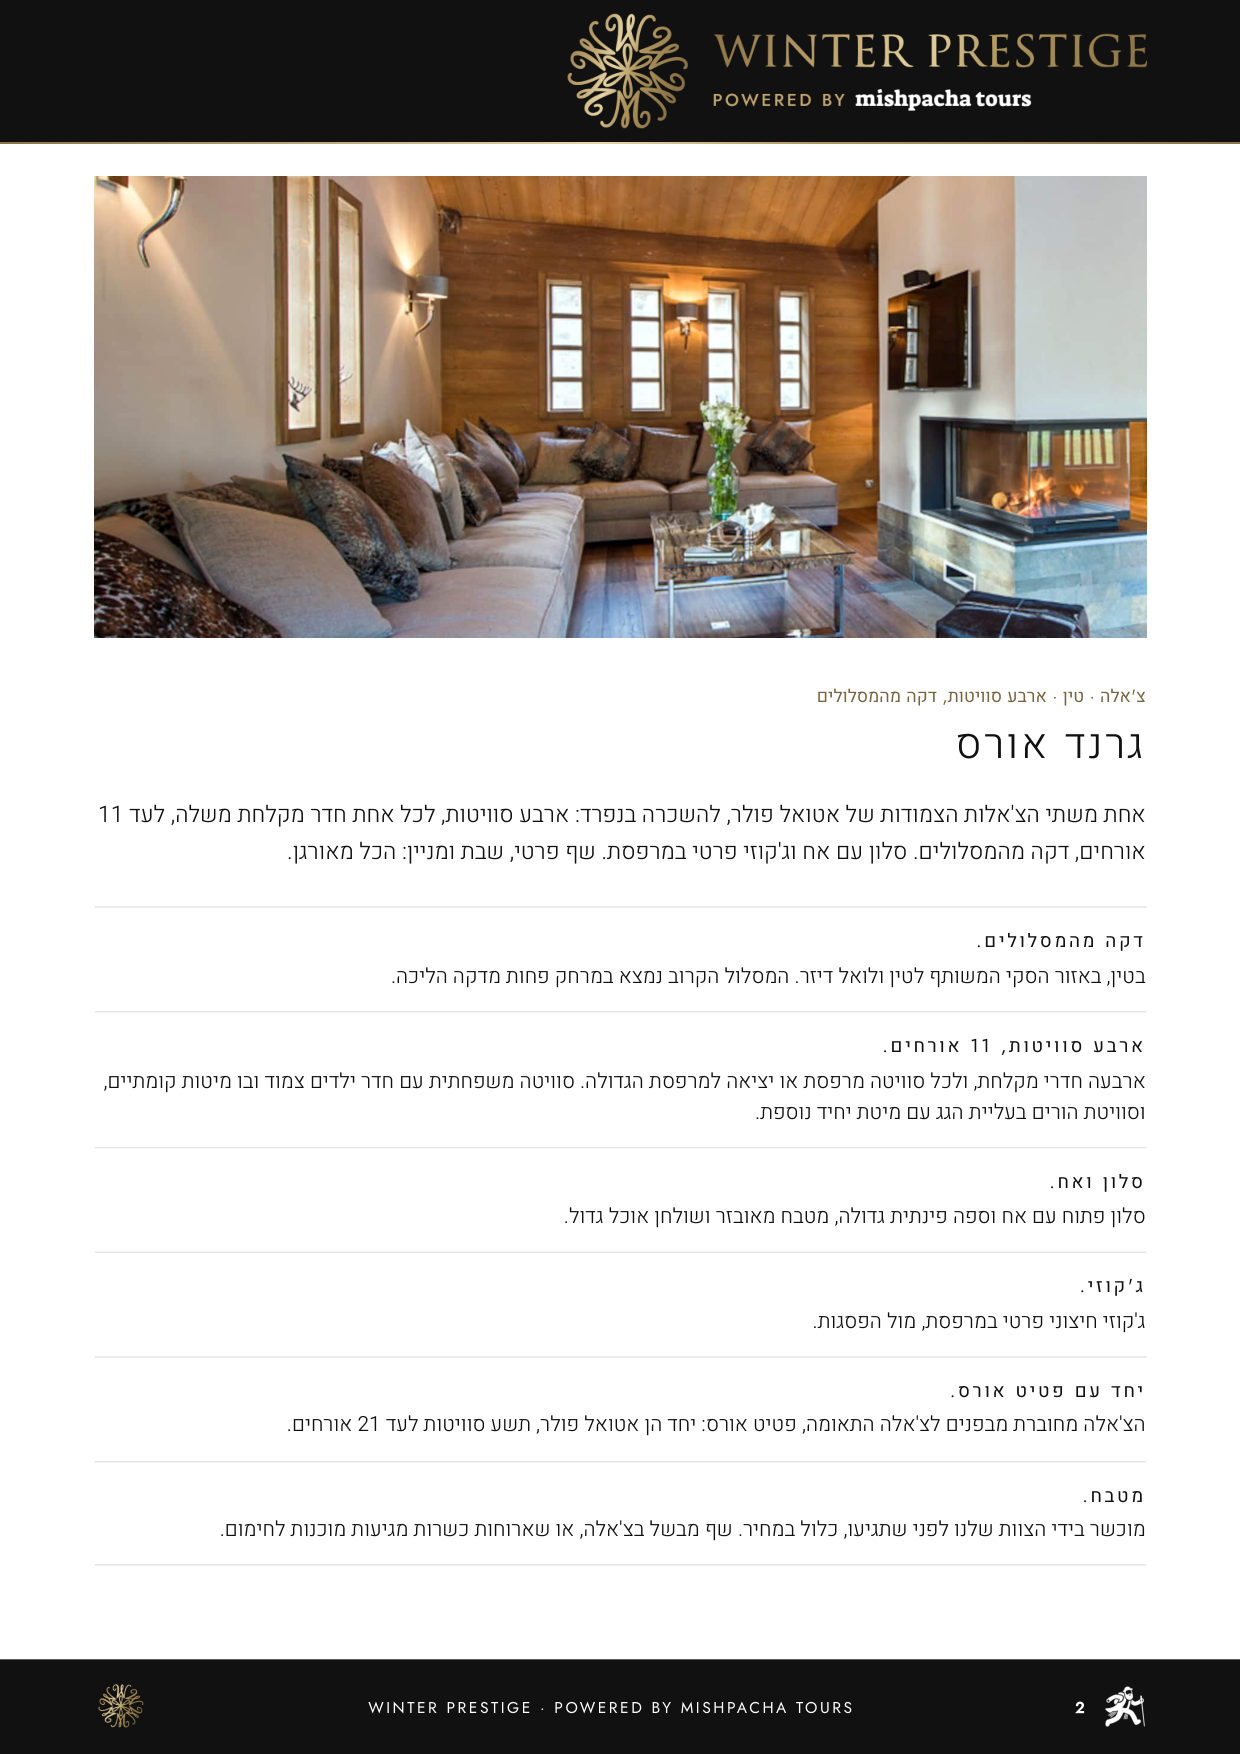 WINTER PRESTIGE
POWERED BY mishpacha tours
צ'אלה · טין · ארבע סוויטות, דקה מהמסלולים
גרנד אורס
אחת משתי הצ'אלות הצמודות של אטואל פולר, להשכרה בנפרד: ארבע סוויטות, לכל אחת חדר מקלחת משלה, לעד 11
אורחים, דקה מהמסלולים. סלון עם אח וג'קוזי פרטי במרפסת. שף פרטי, שבת ומניין: הכל מאורגן.
דקה מהמסלולים.
בטין, באזור הסקי המשותף לטין ולואל דיזר. המסלול הקרוב נמצא במרחק פחות מדקה הליכה.
ארבע סוויטות, 11 אורחים.
ארבעה חדרי מקלחת, ולכל סוויטה מרפסת או יציאה למרפסת הגדולה. סוויטה משפחתית עם חדר ילדים צמוד ובו מיטות קומתיים,
וסוויטת הורים בעליית הגג עם מיטת יחיד נוספת.
סלון ואח.
סלון פתוח עם אח וספה פינתית גדולה, מטבח מאובזר ושולחן אוכל גדול.
ג'קוזי.
ג'קוזי חיצוני פרטי במרפסת, מול הפסגות.
יחד עם פטיט אורס.
הצ'אלה מחוברת מבפנים לצ'אלה התאומה, פטיט אורס: יחד הן אטואל פולר, תשע סוויטות לעד 21 אורחים.
מטבח.
מוכשר בידי הצוות שלנו לפני שתגיעו, כלול במחיר. שף מבשל בצ'אלה, או שארוחות כשרות מגיעות מוכנות לחימום.
WINTER PRESTIGE · POWERED BY MISHPACHA TOURS
2